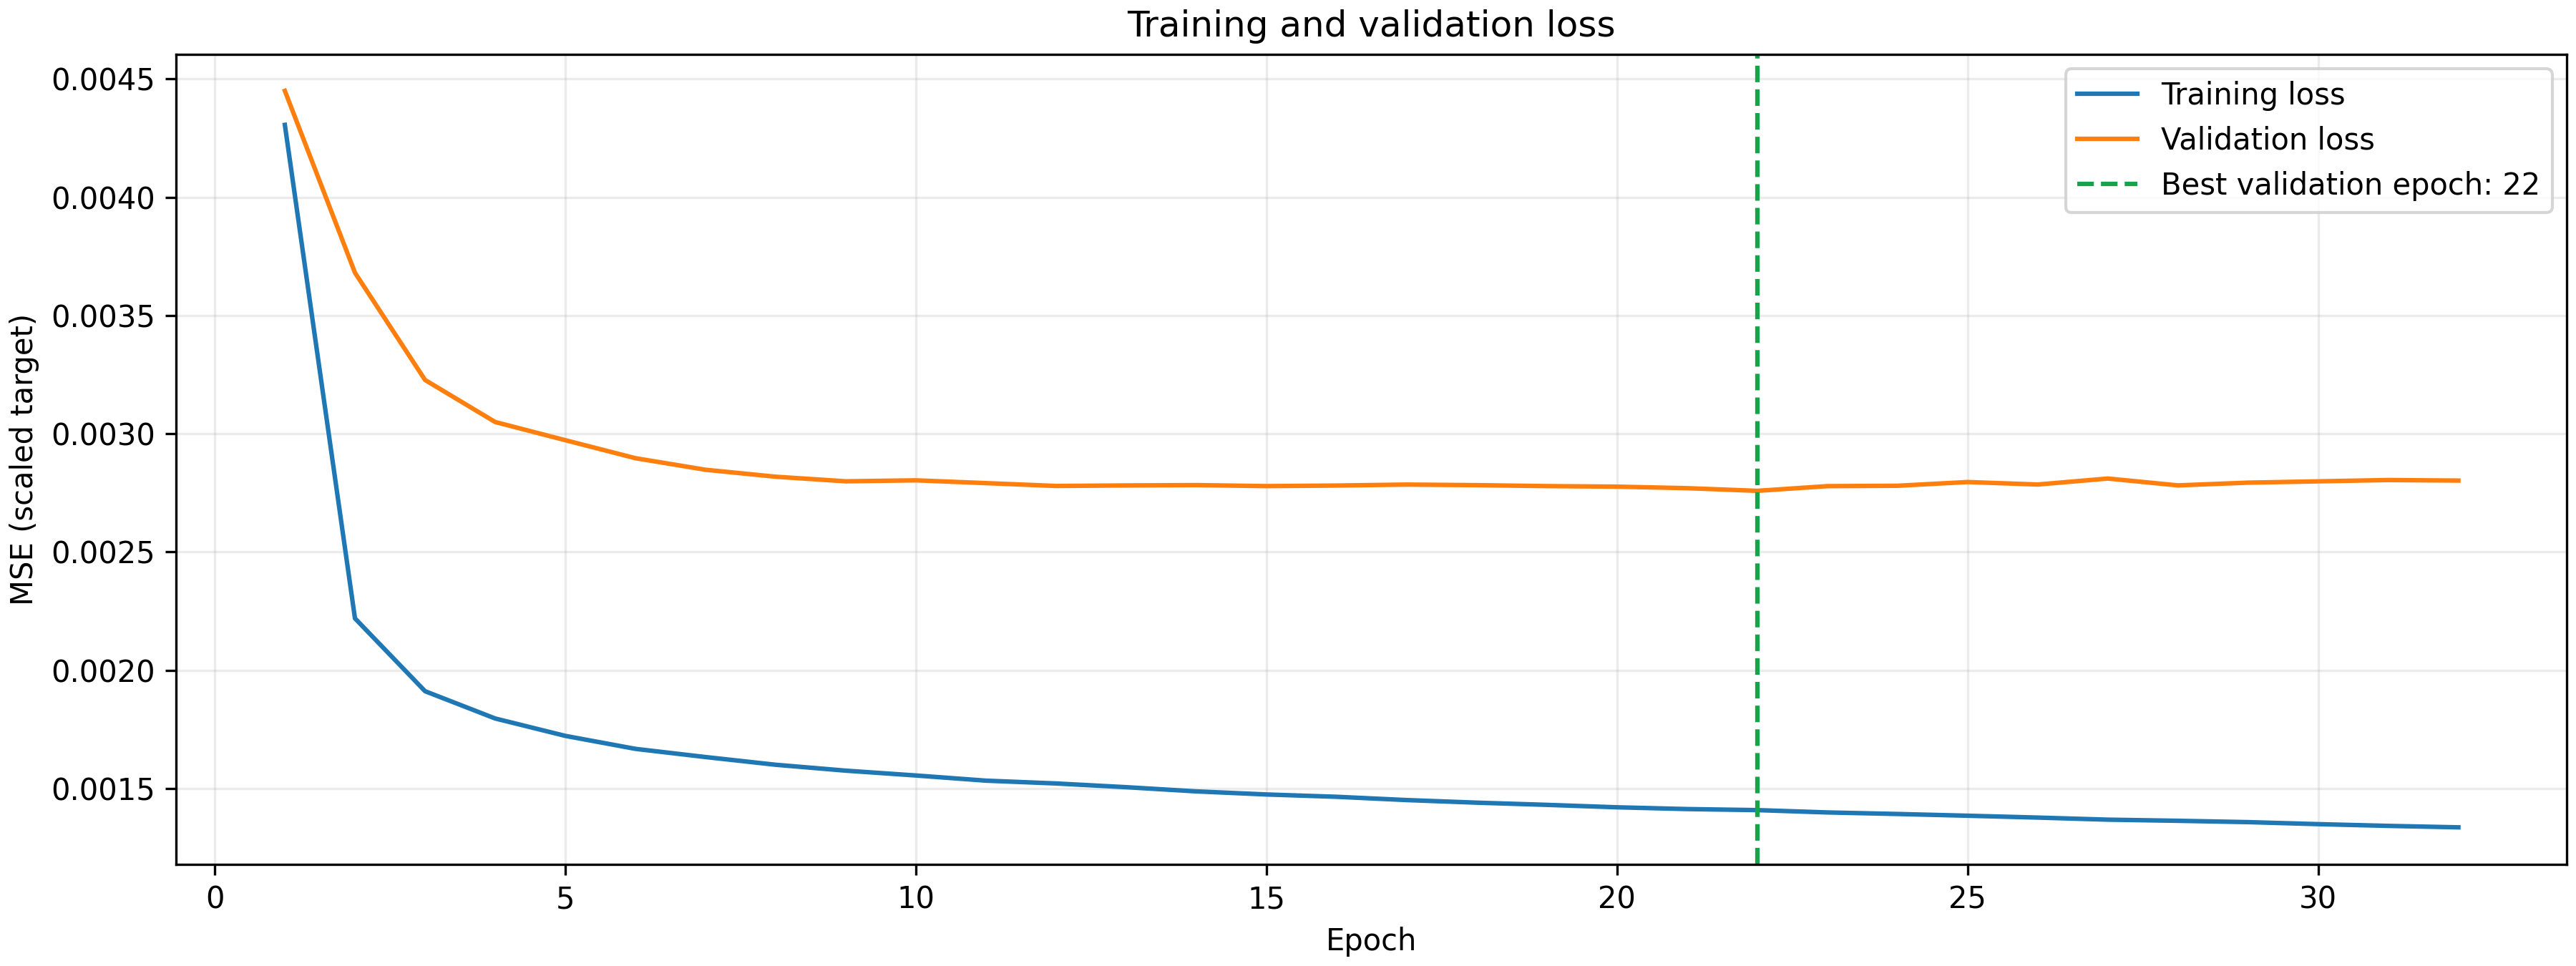 Training and validation loss
MSE (scaled target)
0.0045
0.0040
0.0035
0.0030
0.0025
0.0020
0.0015
Training loss
Validation loss
Best validation epoch: 22
0 5 10 15 20 25 30
Epoch